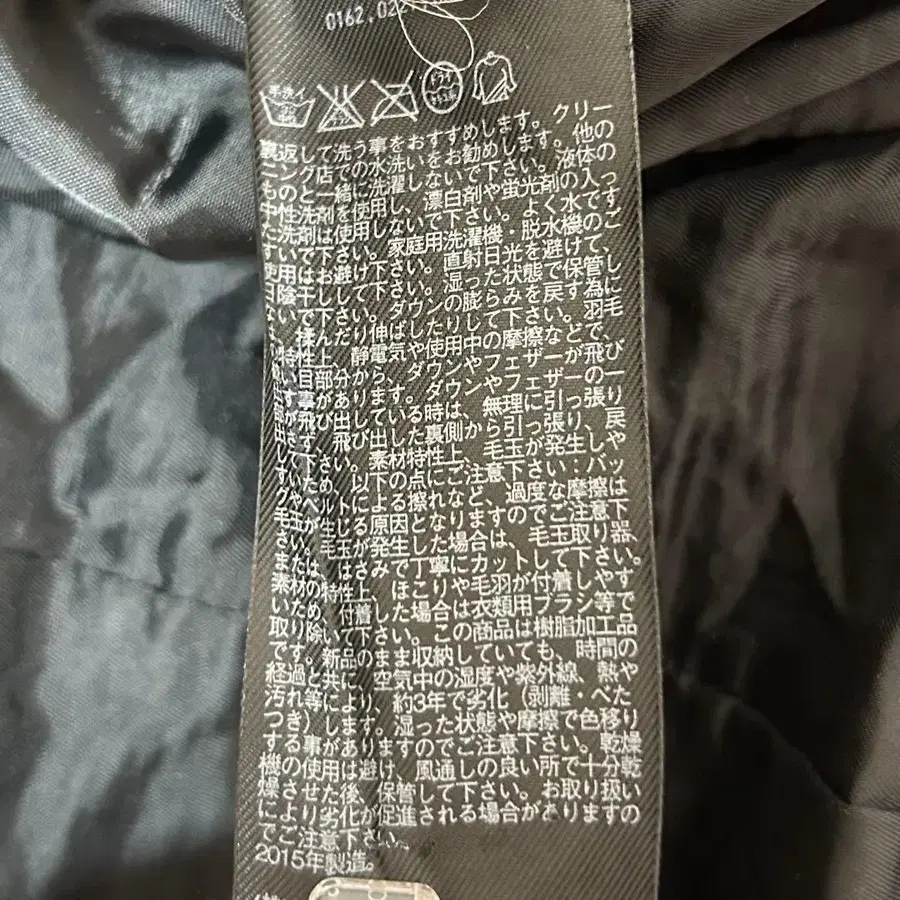 0162,022
手洗イ
30
中性
エンソ
サラシ
ドライ
セキユ系
裏返して洗う事をおすすめします。クリー
ニング店での水洗いをお勧めします。他の
ものと一緒に洗濯しないで下さい。液体の
中性洗剤を使用し、漂白剤や蛍光剤の入っ
た洗剤は使用しないで下さい。よく水です
すいで下さい。家庭用洗濯機・脱水機のご
使用はお避け下さい。直射日光を避けて、
日陰干しして下さい。湿った状態で保管し
ないで下さい。ダウンの膨らみを戻す為に
は、揉んだり伸ばしたりして下さい。羽毛
の特性上、静電気や使用中の摩擦などで、
縫い目部分から、ダウンやフェザーが飛び
出す事があります。ダウンやフェザーの一
部が飛び出している時は、無理に引っ張り
出さず、飛び出した裏側から引っ張り、戻
して下さい。素材特性上、毛玉が発生しや
すいため、以下の点にご注意下さい:バッ
グやベルトによる擦れなど、過度な摩擦は
毛玉が生じる原因となりますのでご注意下
さい。毛玉が発生した場合は、毛玉取り器、
またははさみで丁寧にカットして下さい。
素材の特性上、ほこりや毛羽が付着しやす
いため、付着した場合は衣類用ブラシ等で
取り除いて下さい。この商品は樹脂加工品
です。新品のまま収納していても、時間の
経過と共に、空気中の湿度や紫外線、熱や
汚れ等により、約3年で劣化（剥離・べた
つき）します。湿った状態や摩擦で色移り
する事がありますのでご注意下さい。乾燥
機の使用は避け、風通しの良い所で十分乾
燥させた後、保管して下さい。お取り扱い
により劣化が促進される場合がありますの
でご注意下さい。
2015年製造。